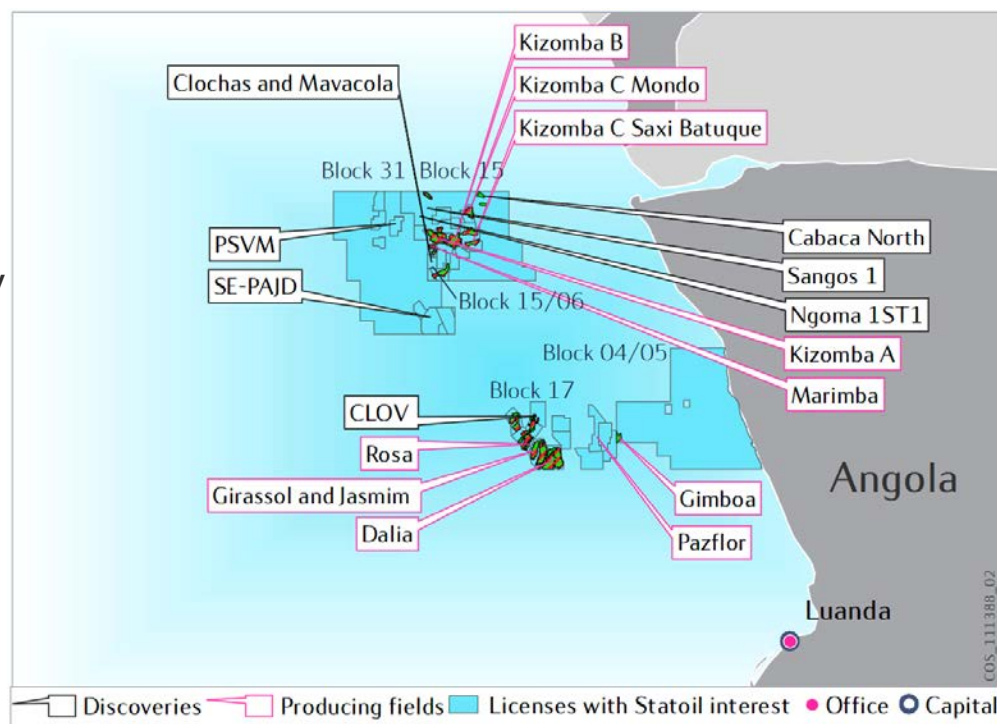 Kizomba B
Clochas and Mavacola
Kizomba C Mondo
Kizomba C Saxi Batuque
Block 31
Block 15
PSVM
Cabaca North
SE-PAJD
Sangos 1
Block 15/06
Ngoma 1ST1
Kizomba A
Block 04/05
Marimba
Block 17
CLOV
Rosa
Angola
Girassol and Jasmim
Gimboa
Dalia
Pazflor
Luanda
COS_111388_02
Discoveries
Producing fields
Licenses with Statoil interest
Office
Capital